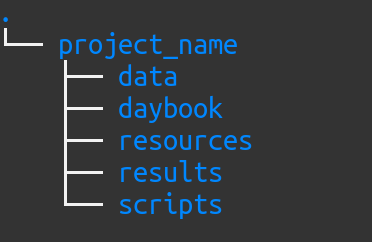 .
└── project_name
    ├── data
    ├── daybook
    ├── resources
    ├── results
    └── scripts